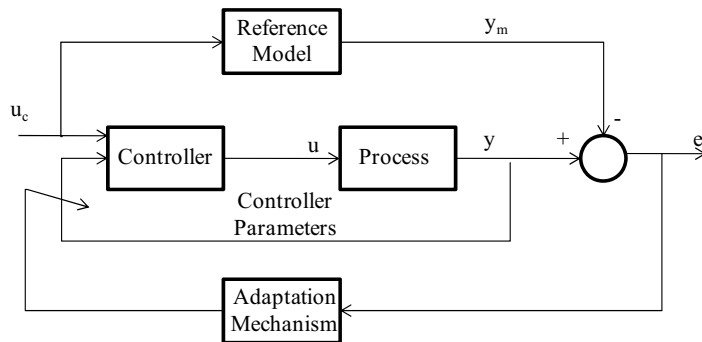 Reference
Model
y_m
u_c
-
Controller
u
Process
y
+
e
Controller
Parameters
Adaptation
Mechanism